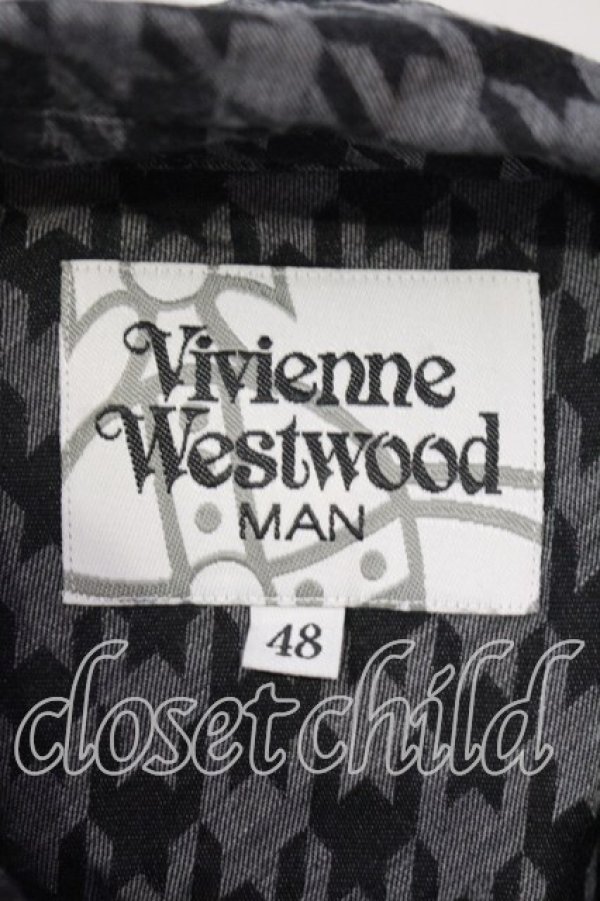 Vivienne
Westwood
MAN
48
closet child